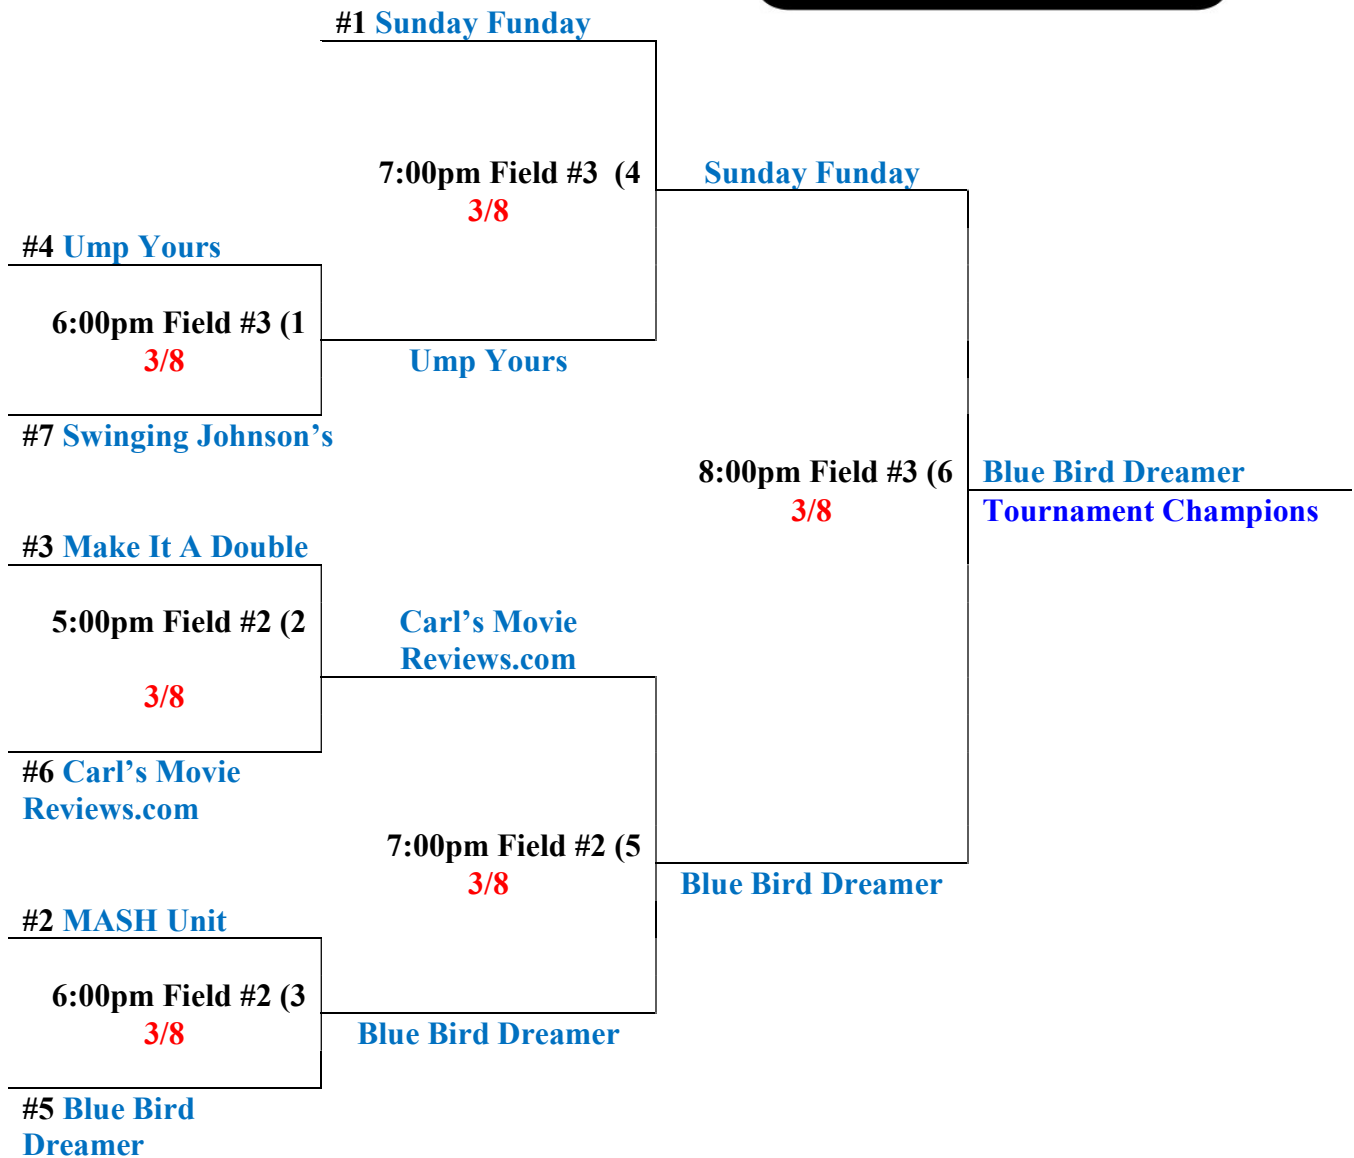 #1 Sunday Funday
7:00pm Field #3 (4
3/8
Sunday Funday
#4 Ump Yours
6:00pm Field #3 (1
3/8
Ump Yours
#7 Swinging Johnson’s
8:00pm Field #3 (6
3/8
Blue Bird Dreamer
Tournament Champions
#3 Make It A Double
5:00pm Field #2 (2
3/8
Carl’s Movie
Reviews.com
#6 Carl’s Movie
Reviews.com
7:00pm Field #2 (5
3/8
Blue Bird Dreamer
#2 MASH Unit
6:00pm Field #2 (3
3/8
Blue Bird Dreamer
#5 Blue Bird
Dreamer